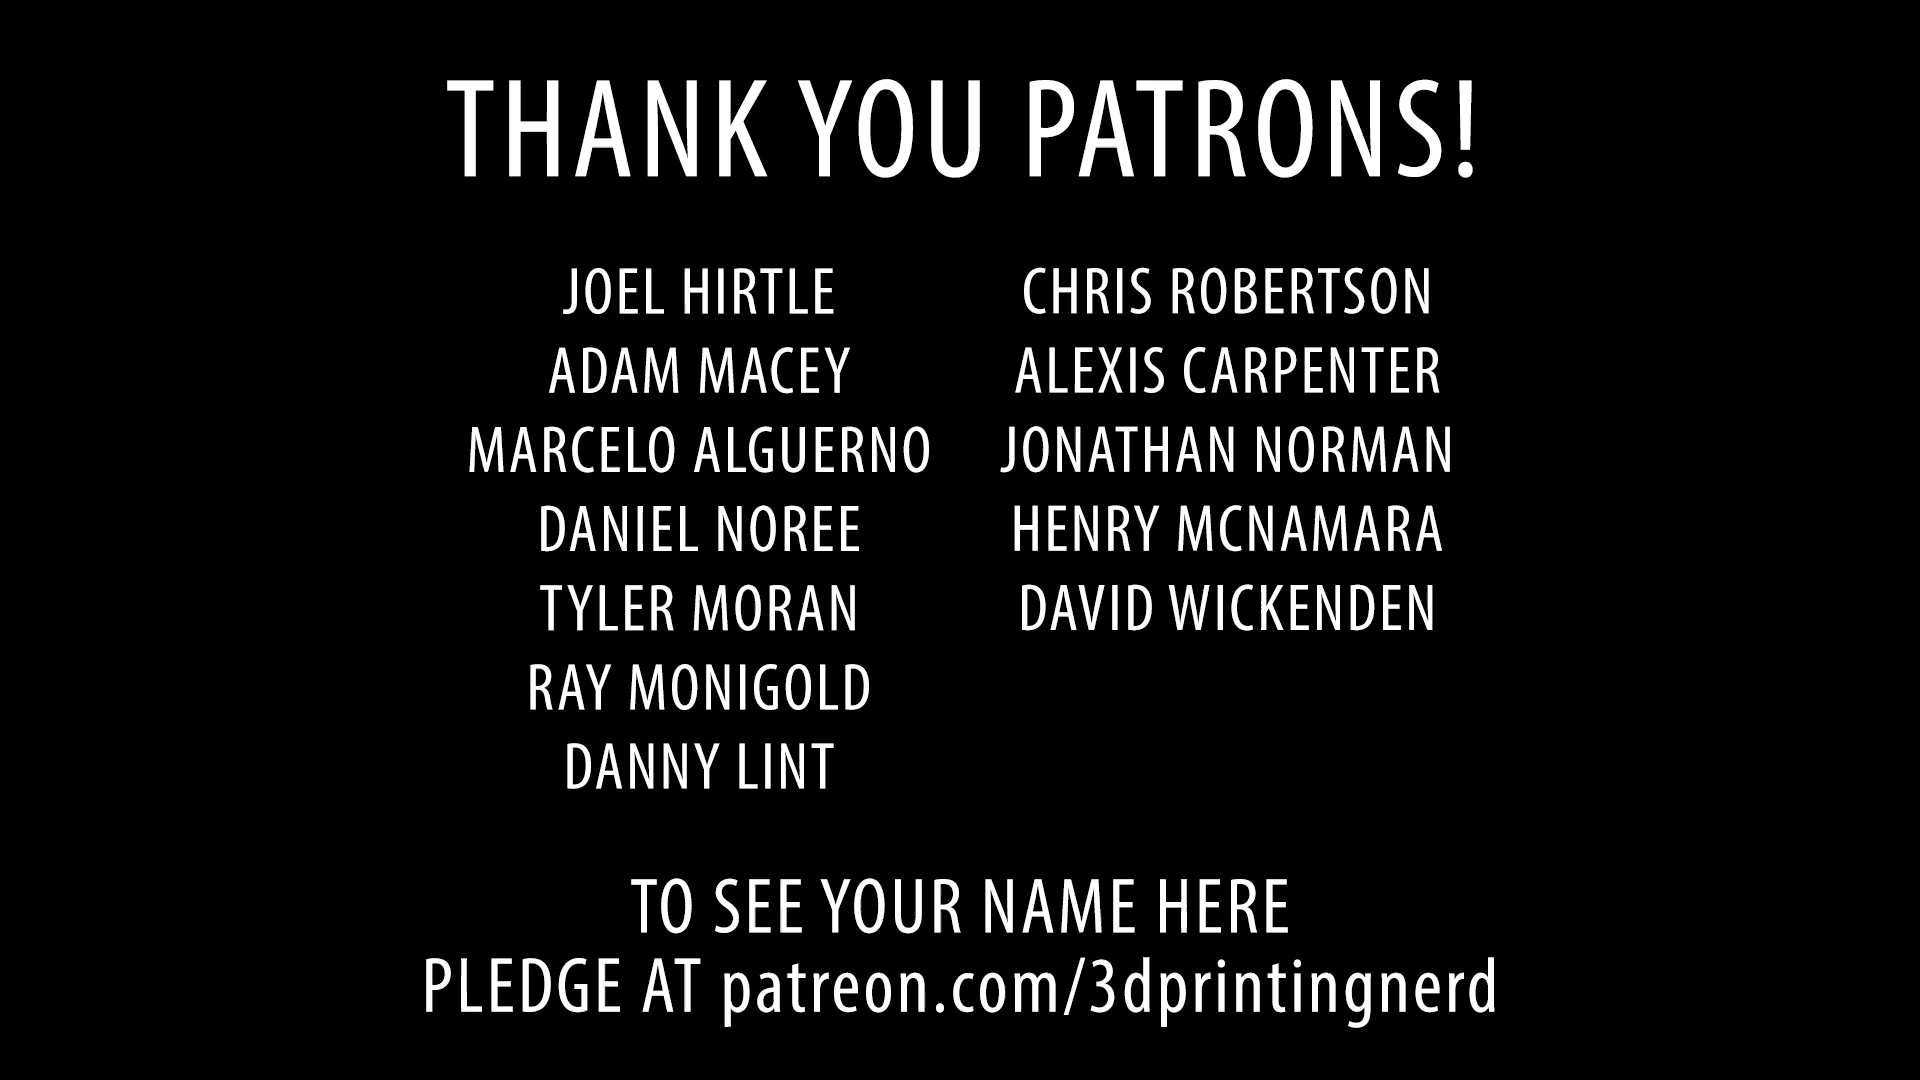 THANK YOU PATRONS!
JOEL HIRTLE
ADAM MACEY
MARCELO ALGUERNO
DANIEL NOREE
TYLER MORAN
RAY MONIGOLD
DANNY LINT
CHRIS ROBERTSON
ALEXIS CARPENTER
JONATHAN NORMAN
HENRY MCNAMARA
DAVID WICKENDEN
TO SEE YOUR NAME HERE
PLEDGE AT patreon.com/3dprintingnerd